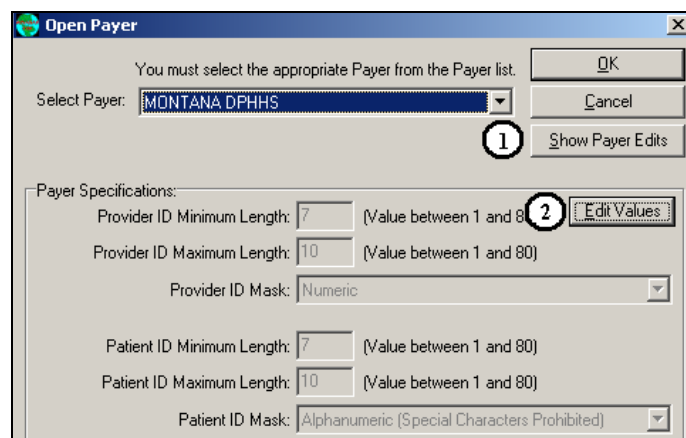 Open Payer
You must select the appropriate Payer from the Payer list.
OK
Select Payer: MONTANA DPHHS
Cancel
1
Show Payer Edits
Payer Specifications:
Provider ID Minimum Length: 7 (Value between 1 and 8
2
Edit Values
Provider ID Maximum Length: 10 (Value between 1 and 80)
Provider ID Mask: Numeric
Patient ID Minimum Length: 7 (Value between 1 and 80)
Patient ID Maximum Length: 10 (Value between 1 and 80)
Patient ID Mask: Alphanumeric (Special Characters Prohibited)